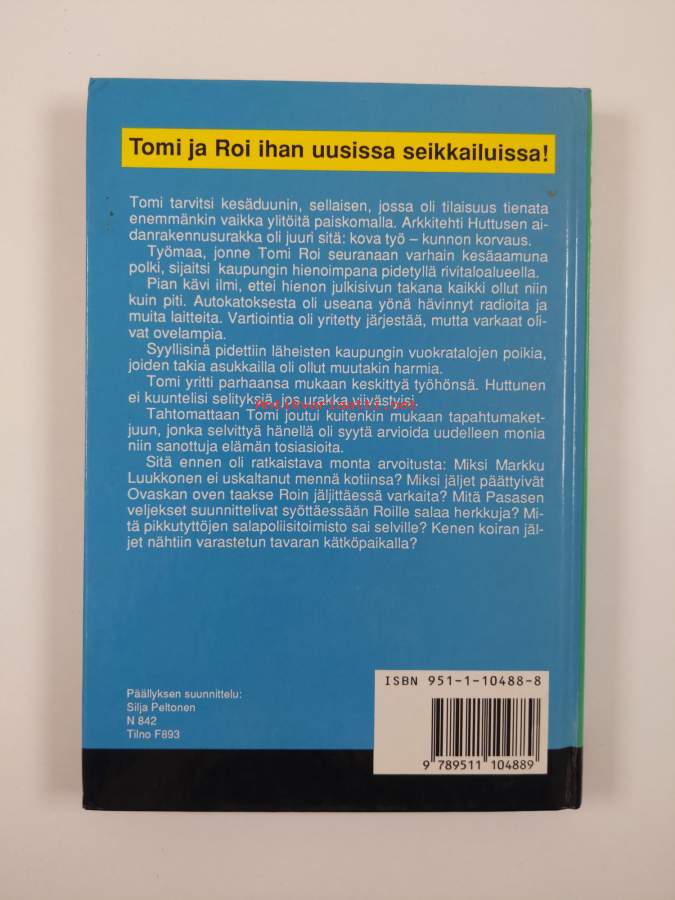 Tomi ja Roi ihan uusissa seikkailuissa!
Tomi tarvitsi kesäduunin, sellaisen, jossa oli tilaisuus tienata
enemmänkin vaikka ylitöitä paiskomalla. Arkkitehti Huttusen ai-
danrakennusurakka oli juuri sitä: kova työ – kunnon korvaus.
Työmaa, jonne Tomi Roi seuranaan varhain kesäaamuna
polki, sijaitsi kaupungin hienoimpana pidetyllä rivitaloalueella.
Pian kävi ilmi, ettei hienon julkisivun takana kaikki ollut niin
kuin piti. Autokatoksesta oli useana yönä hävinnyt radioita ja
muita laitteita. Vartiointia oli yritetty järjestää, mutta varkaat oli-
vat ovelampia.
Syyllisinä pidettiin läheisten kaupungin vuokratalojen poikia,
joiden takia asukkailla oli ollut muutakin harmia.
Tomi yritti parhaansa mukaan keskittyä työhönsä. Huttunen
ei kuuntelisi selityksiä, jos urakka viivästyisi.
antikvariaatti.net
Tahtomattaan Tomi joutui kuitenkin mukaan tapahtumaket-
juun, jonka selvittyä hänellä oli syytä arvioida uudelleen monia
niin sanottuja elämän tosiasioita.
Sitä ennen oli ratkaistava monta arvoitusta: Miksi Markku
Luukkonen ei uskaltanut mennä kotiinsa? Miksi jäljet päättyivät
Ovaskan oven taakse Roin jäljittäessä varkaita? Mitä Pasasen
veljekset suunnittelivat syöttäessään Roille salaa herkkuja? Mi-
tä pikkutyttöjen salapoliisitoimisto sai selville? Kenen koiran jäl-
jet nähtiin varastetun tavaran kätköpaikalla?
Päällyksen suunnittelu:
Silja Peltonen
N 842
Tilno F893
ISBN 951-1-10488-8
9 789511 104889